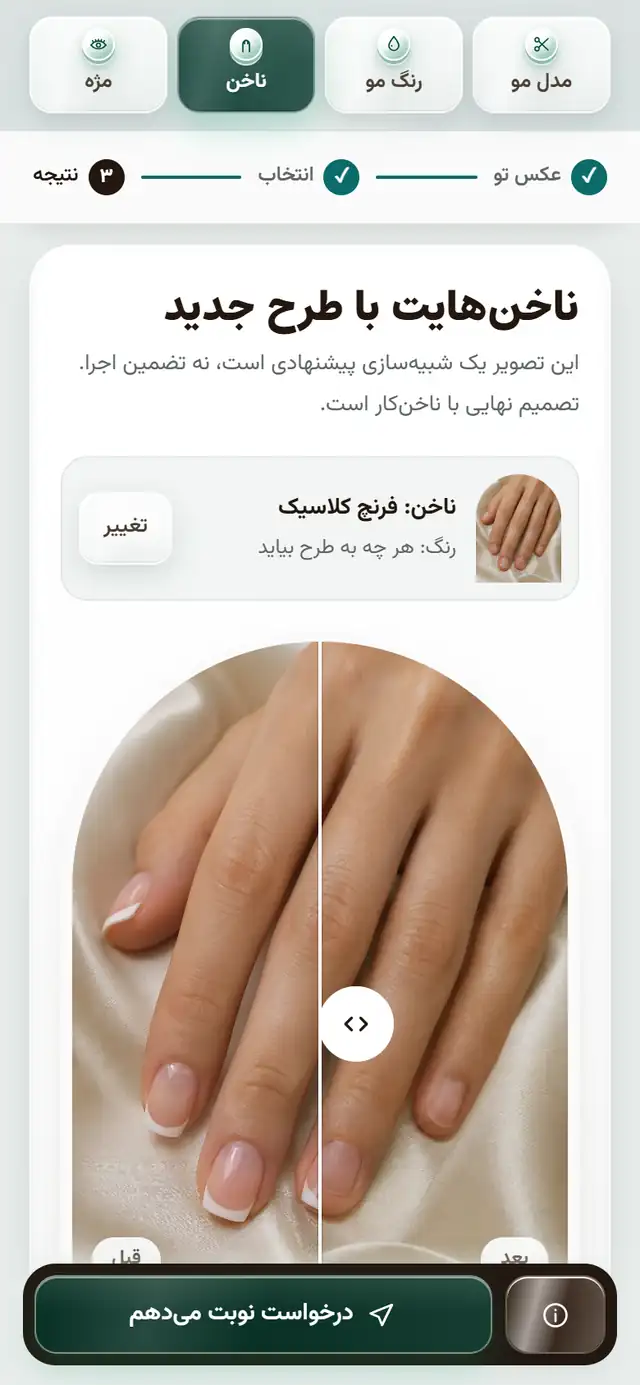 مدل مو
رنگ مو
ناخن
مژه
عکس تو
انتخاب
۳ نتیجه
ناخن‌هایت با طرح جدید
این تصویر یک شبیه‌سازی پیشنهادی است، نه تضمین اجرا.
تصمیم نهایی با ناخن‌کار است.
ناخن: فرنچ کلاسیک
رنگ: هر چه به طرح بیاید
تغییر
بعد
قبل
درخواست نوبت می‌دهم